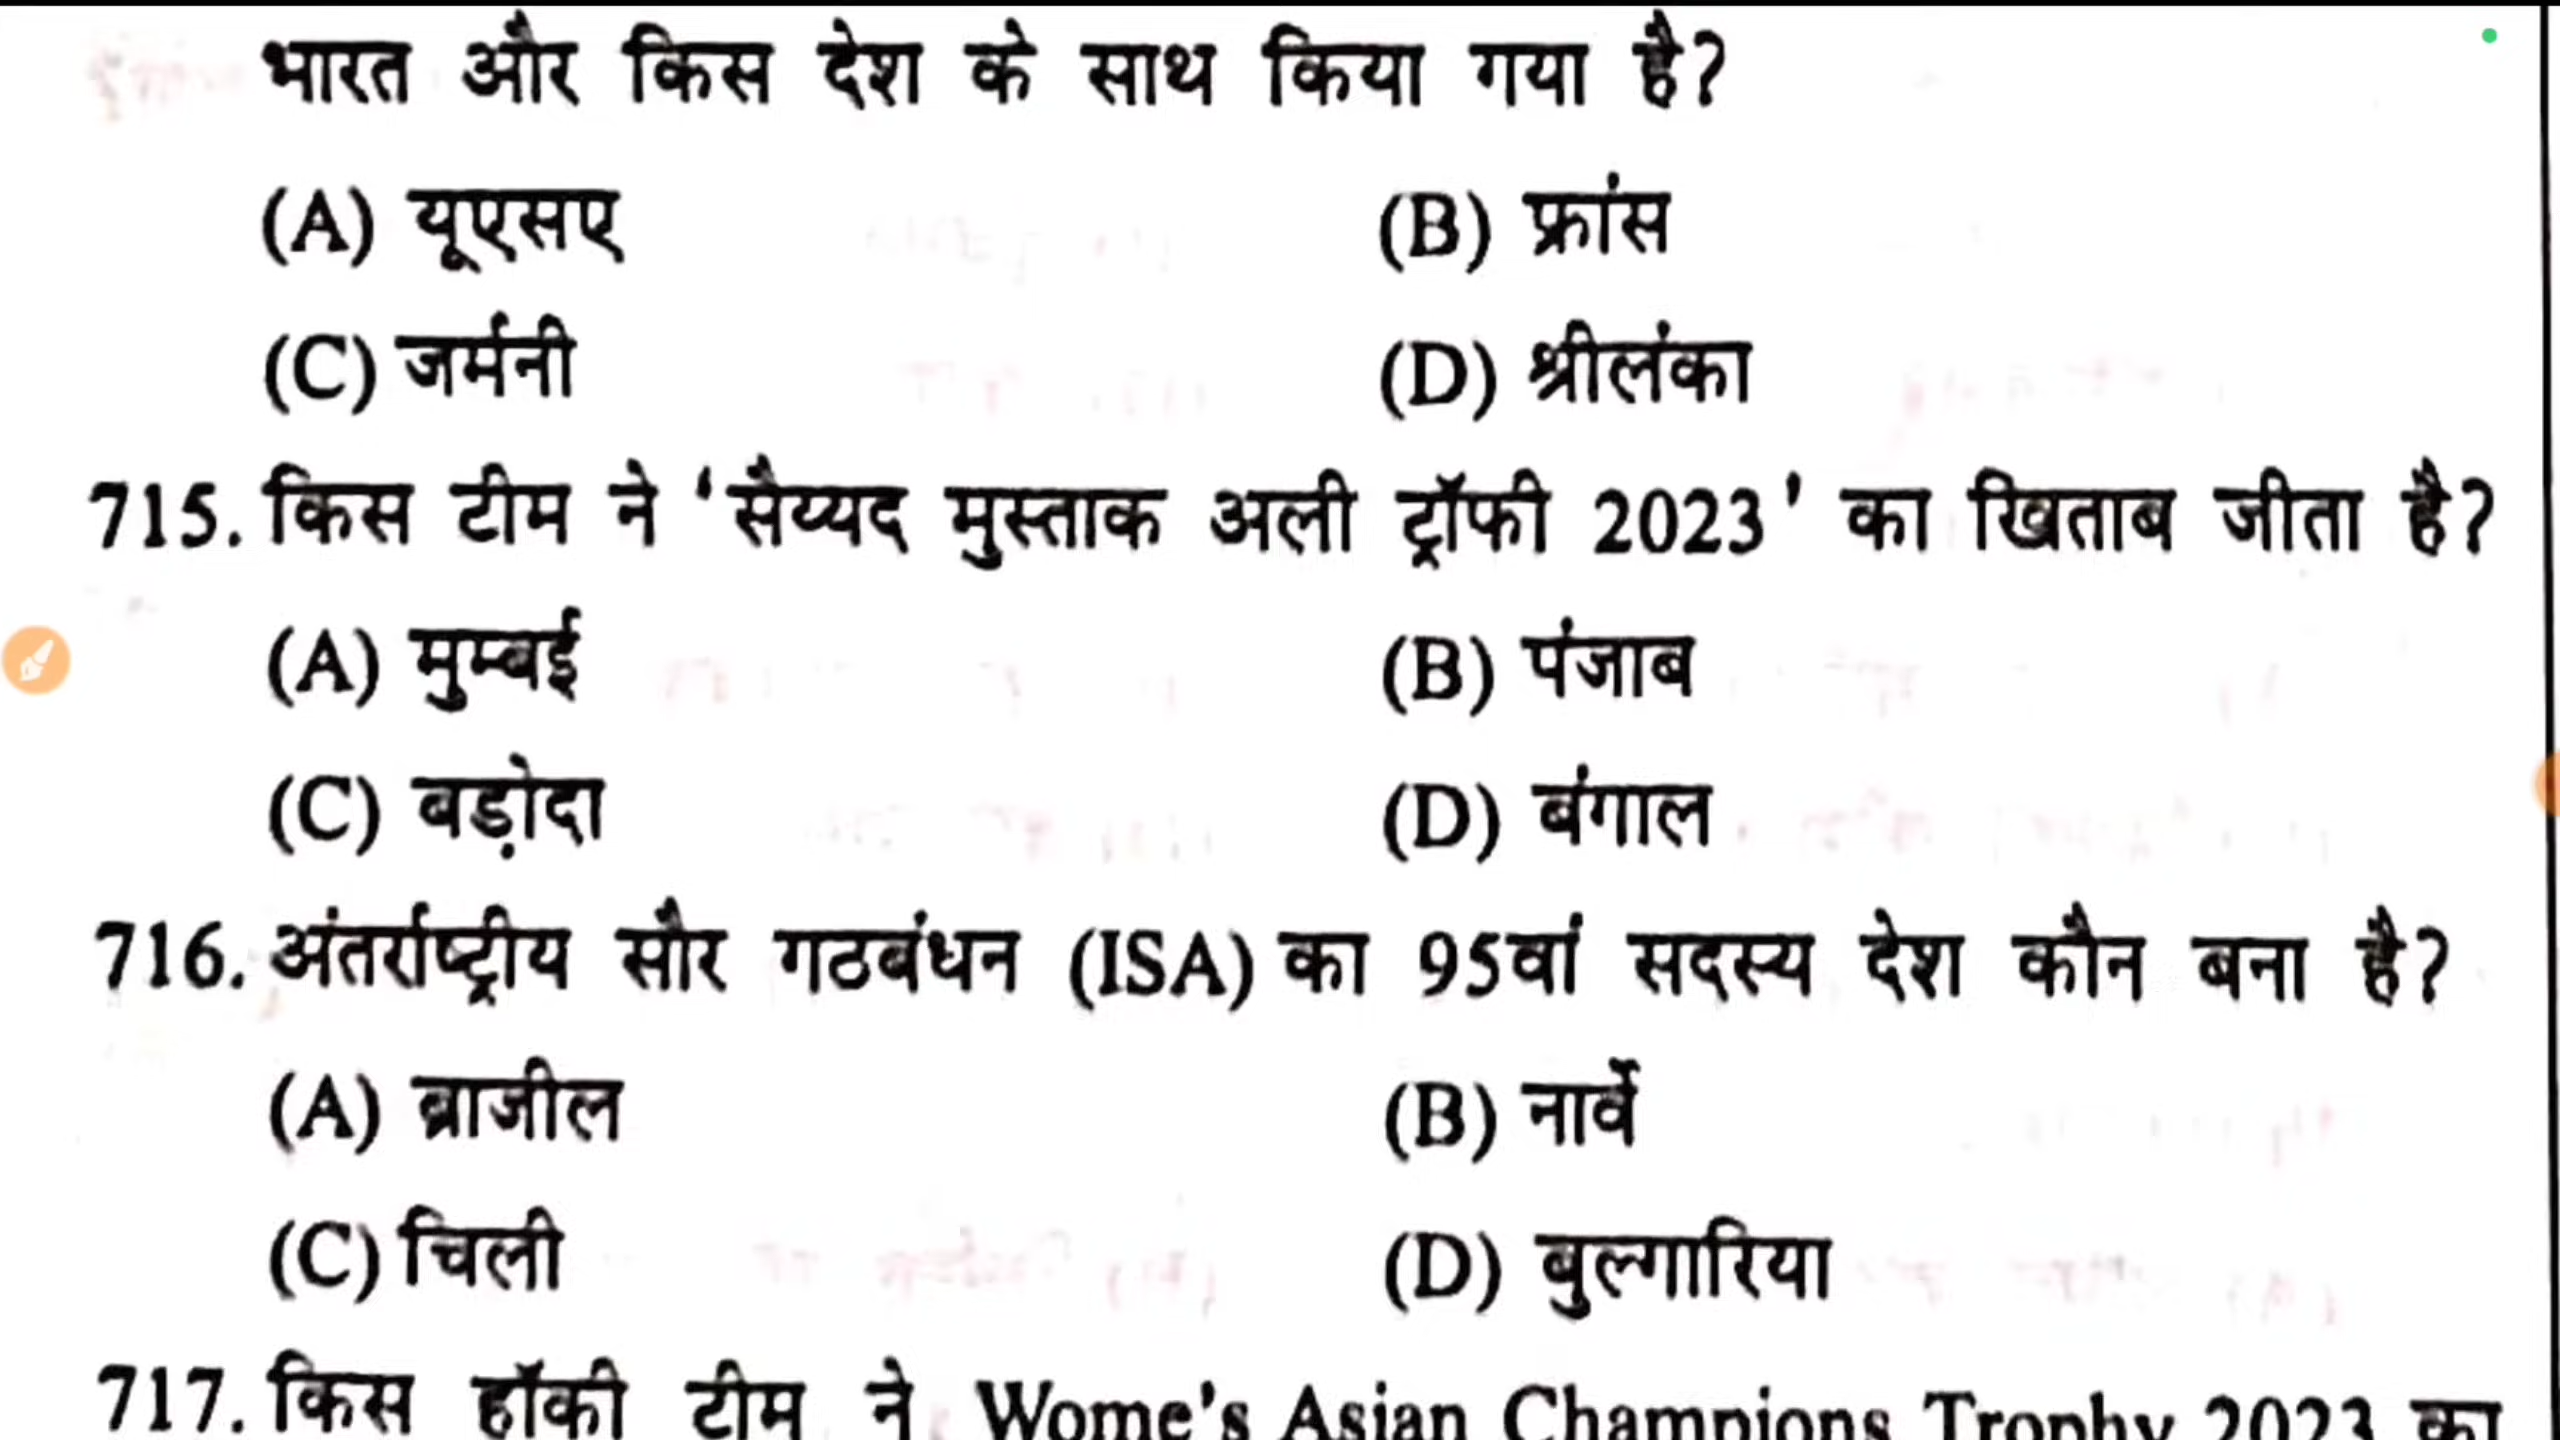 भारत और किस देश के साथ किया गया है?
(A) यूएसए (B) फ्रांस
(C) जर्मनी (D) श्रीलंका
715. किस टीम ने ‘सैय्यद मुस्ताक अली ट्रॉफी 2023’ का खिताब जीता है?
(A) मुम्बई (B) पंजाब
(C) बड़ोदा (D) बंगाल
716. अंतर्राष्ट्रीय सौर गठबंधन (ISA) का 95वां सदस्य देश कौन बना है?
(A) ब्राजील (B) नार्वे
(C) चिली (D) बुल्गारिया
717. किस हॉकी टीम ने Wome's Asian Champions Trophy 2023 का